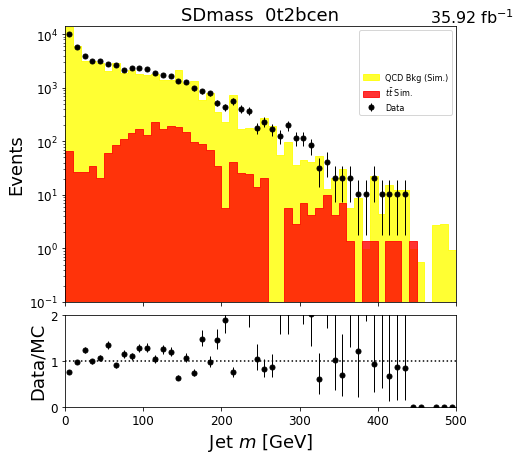 SDmass 0t2bcen
35.92 fb⁻¹
10⁴
10³
10²
10¹
10⁰
10⁻¹
Events
QCD Bkg (Sim.)
tt̄ Sim.
Data
2
1
0
Data/MC
0 100 200 300 400 500
Jet m [GeV]